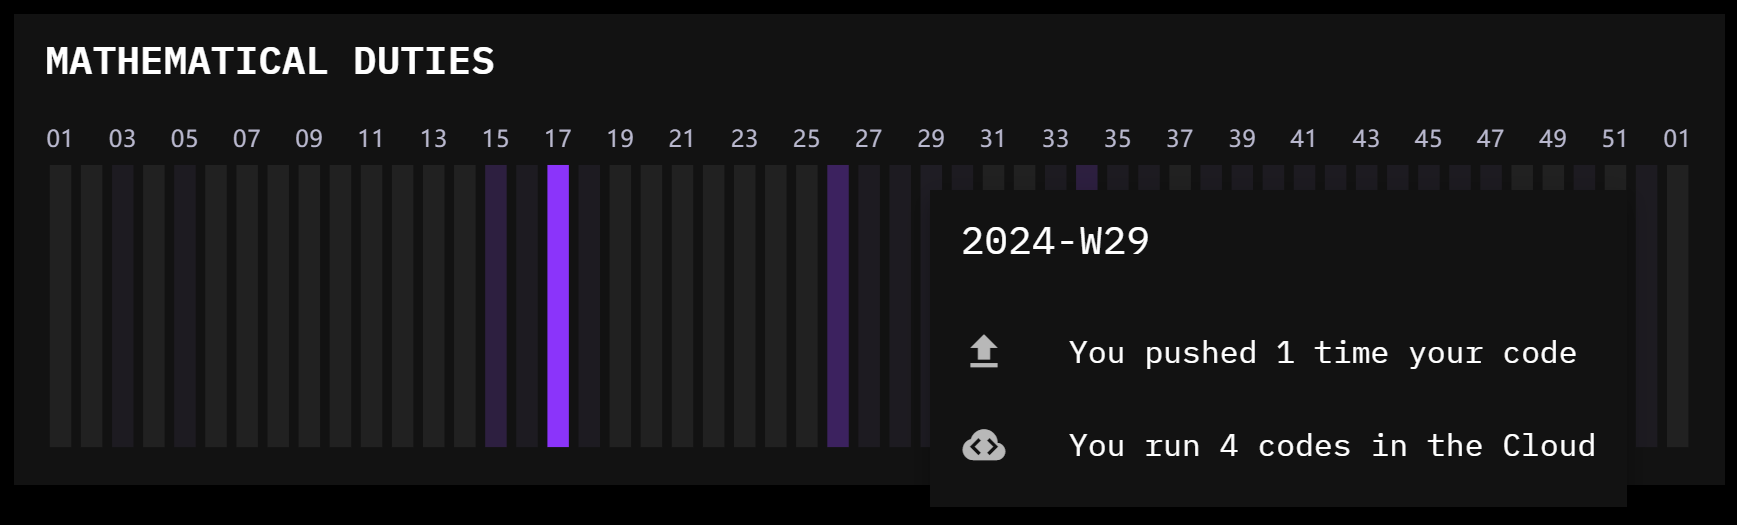 MATHEMATICAL DUTIES
01 03 05 07 09 11 13 15 17 19 21 23 25 27 29 31 33 35 37 39 41 43 45 47 49 51 01
2024-W29
You pushed 1 time your code
You run 4 codes in the Cloud